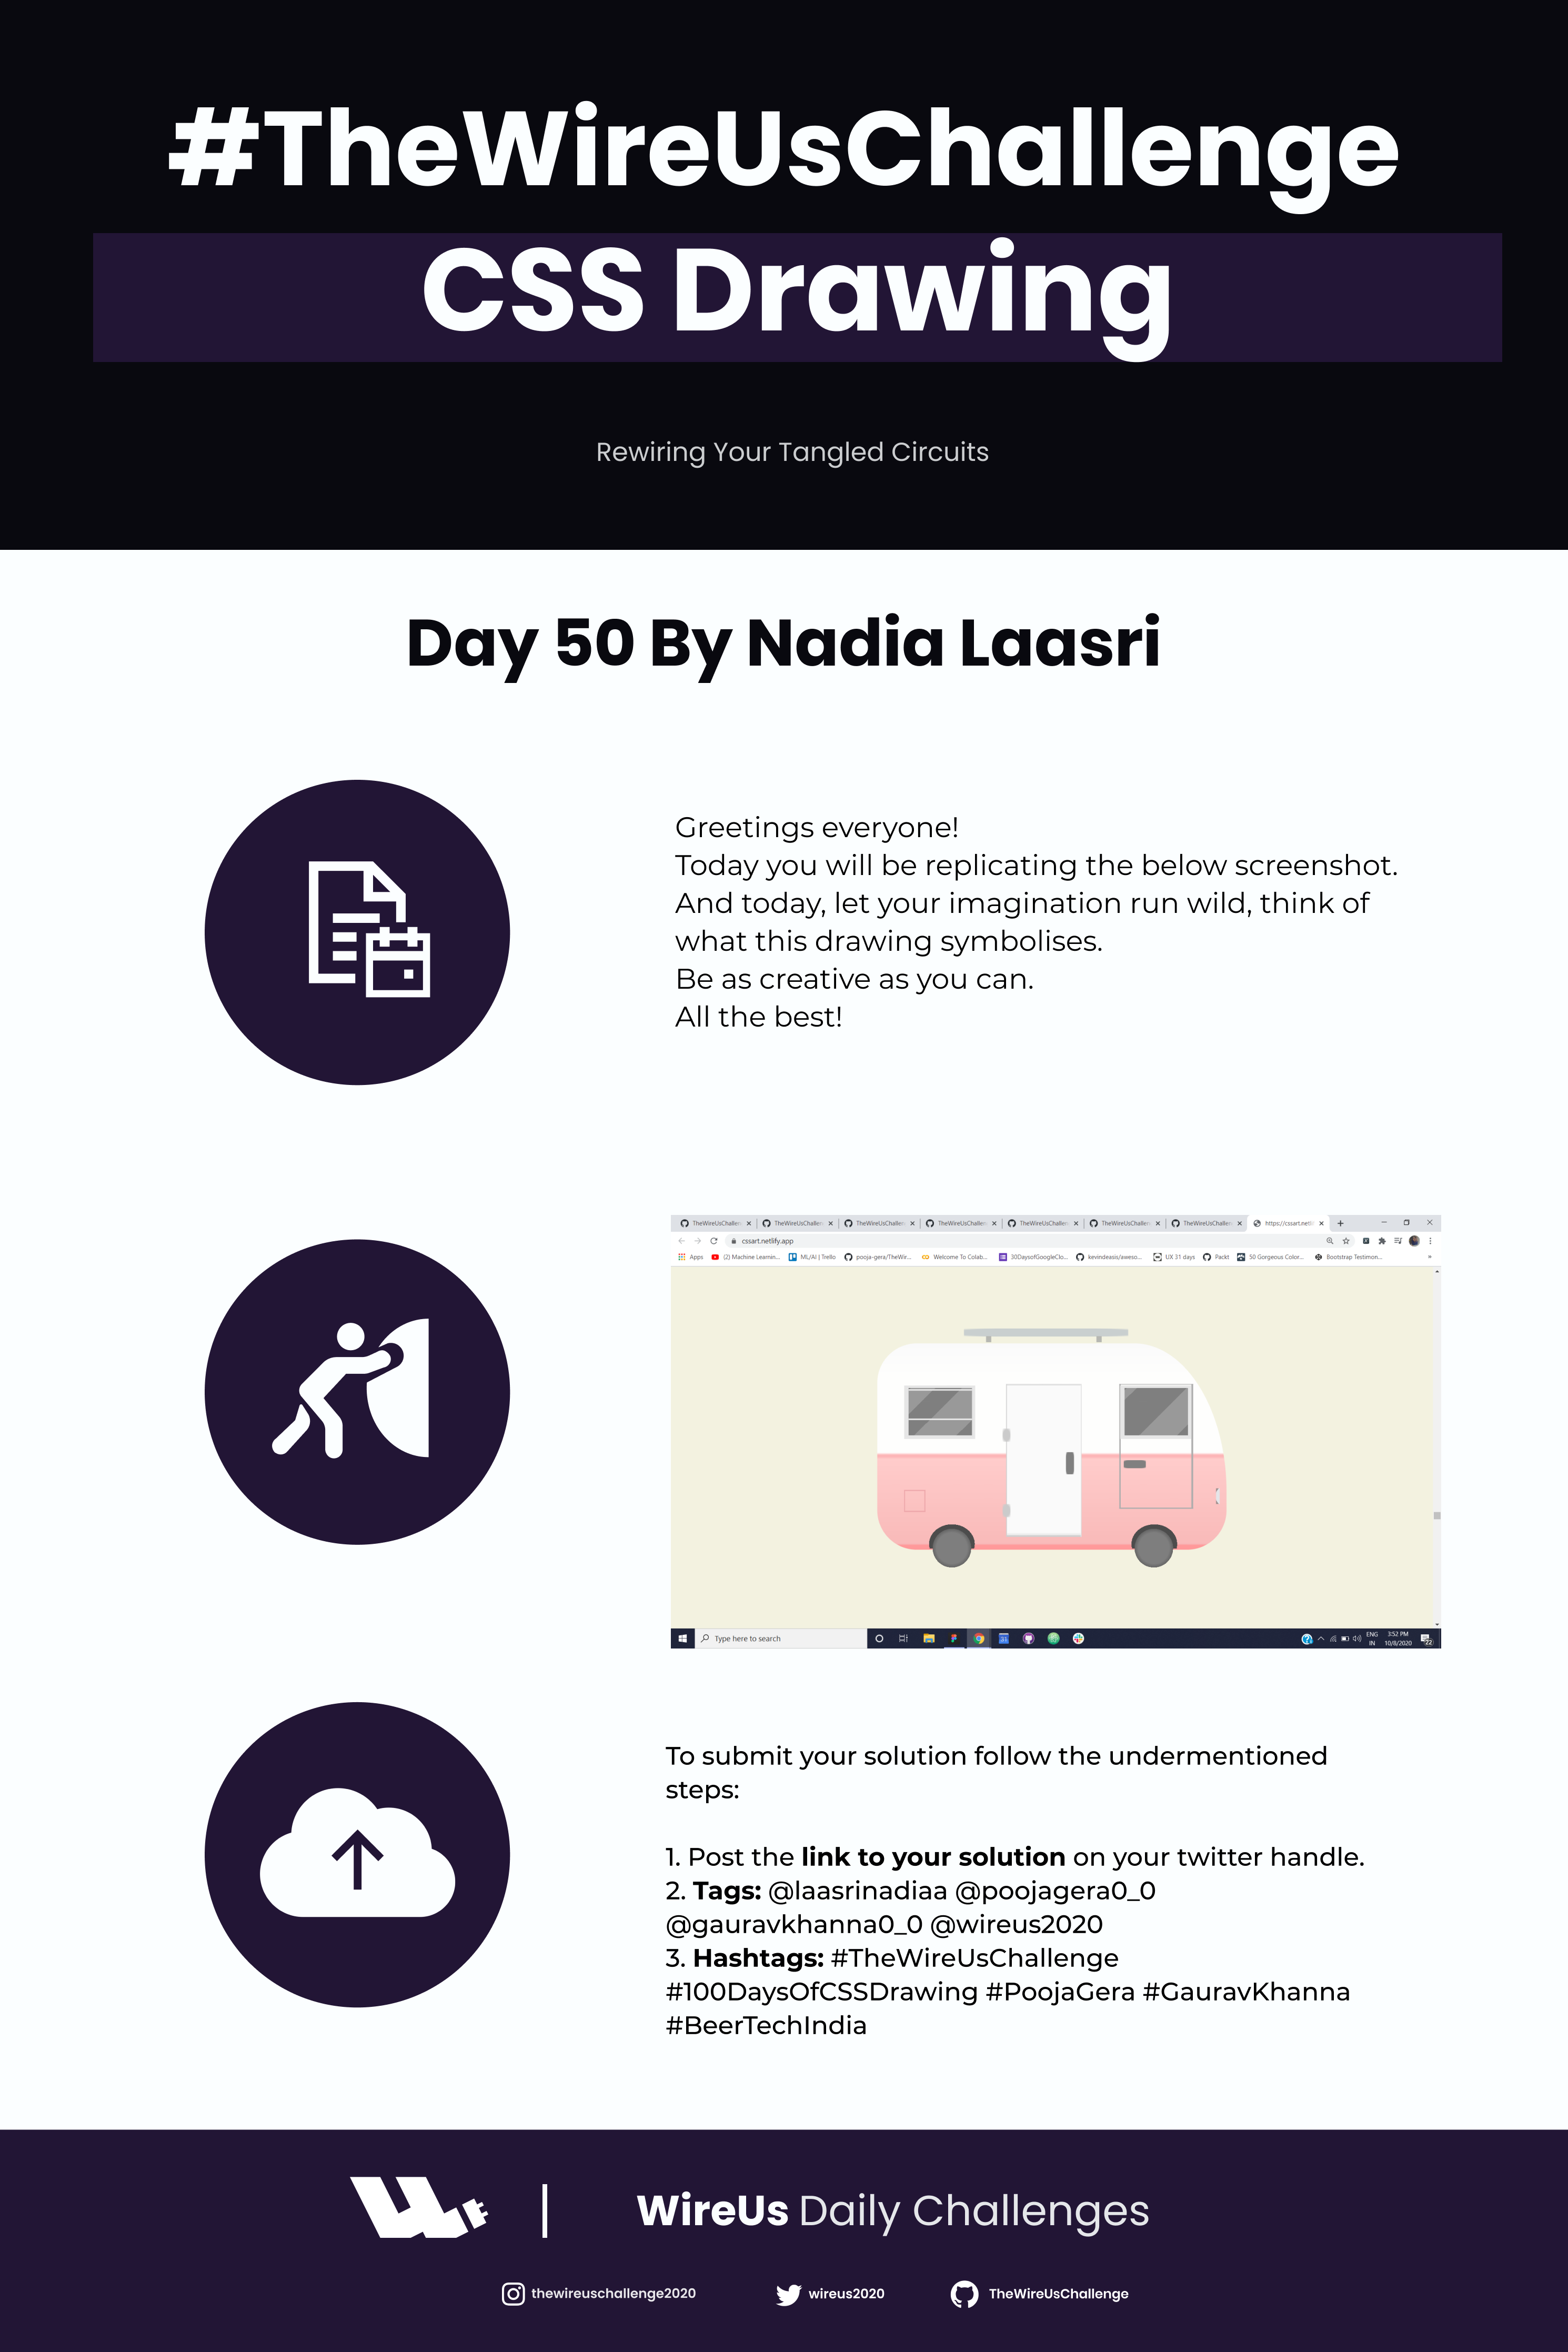 #TheWireUsChallenge
CSS Drawing
Rewiring Your Tangled Circuits
Day 50 By Nadia Laasri
Greetings everyone!
Today you will be replicating the below screenshot.
And today, let your imagination run wild, think of
what this drawing symbolises.
Be as creative as you can.
All the best!
TheWireUsChallen TheWireUsChallen TheWireUsChallen TheWireUsChallen TheWireUsChallen TheWireUsChallen TheWireUsChallen https://cssart.netli
cssart.netlify.app
Apps (2) Machine Learnin... ML/AI | Trello pooja-gera/TheWir... Welcome To Colab... 30DaysofGoogleClo... kevindeasis/aweso... UX 31 days Packt 50 Gorgeous Color... Bootstrap Testimon... »
Type here to search
ENG 3:52 PM
IN 10/8/2020 22
To submit your solution follow the undermentioned
steps:
1. Post the link to your solution on your twitter handle.
2. Tags: @laasrinadiaa @poojagera0_0
@gauravkhanna0_0 @wireus2020
3. Hashtags: #TheWireUsChallenge
#100DaysOfCSSDrawing #PoojaGera #GauravKhanna
#BeerTechIndia
WireUs Daily Challenges
thewireuschallenge2020 wireus2020 TheWireUsChallenge